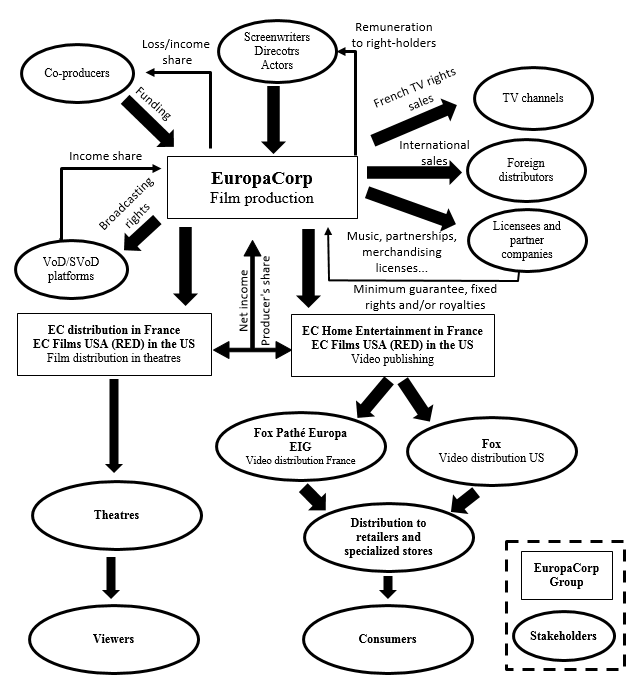 Screenwriters
Direcotrs
Actors
Remuneration
to right-holders
Loss/income
share
Co-producers
Funding
French TV rights
sales
TV channels
Income share
International
sales
EuropaCorp
Film production
Foreign
distributors
Broadcasting
rights
VoD/SVoD
platforms
Music, partnerships,
merchandising
licenses...
Licensees and
partner
companies
Minimum guarantee, fixed
rights and/or royalties
Net income
Producer's share
EC distribution in France
EC Films USA (RED) in the US
Film distribution in theatres
EC Home Entertainment in France
EC Films USA (RED) in the US
Video publishing
Fox Pathé Europa
EIG
Video distribution France
Fox
Video distribution US
Theatres
Distribution to
retailers and
specialized stores
Viewers
Consumers
EuropaCorp
Group
Stakeholders